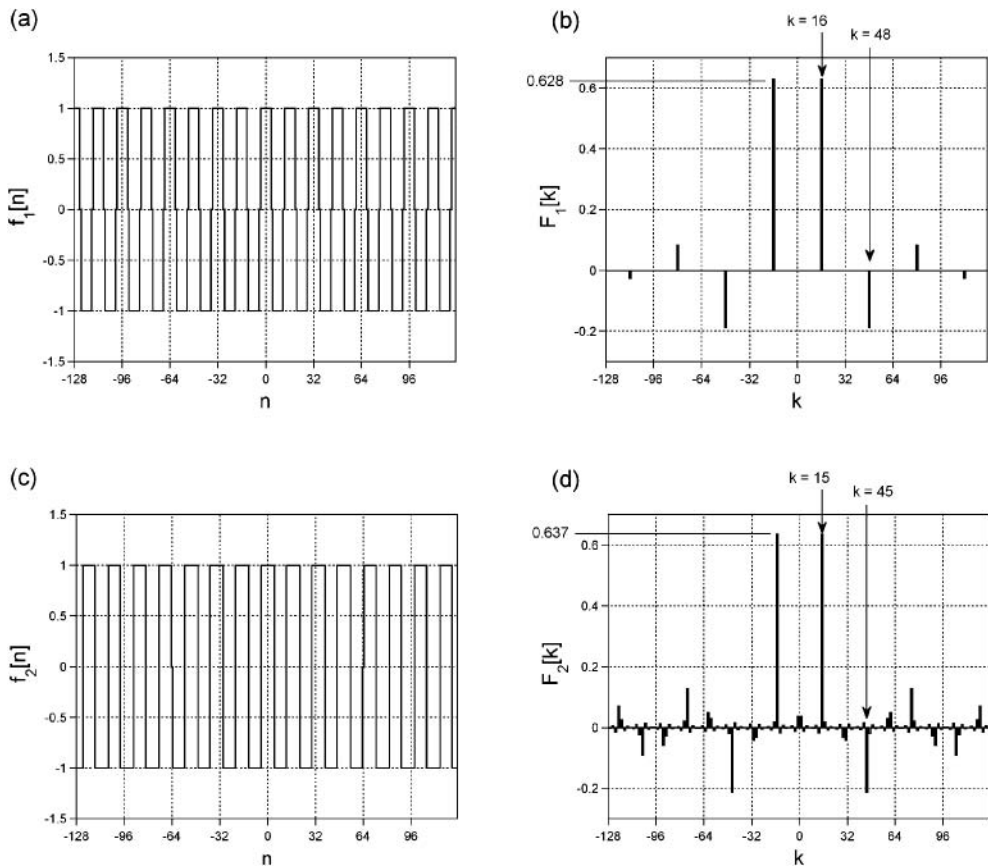 (a)
1.5
1
0.5
0
-0.5
-1
-1.5
f1[n]
-128 -96 -64 -32 0 32 64 96
n
(b)
k = 16
k = 48
0.628
0.6
0.4
0.2
0
-0.2
F1[k]
-128 -96 -64 -32 0 32 64 96
k
(c)
1.5
1
0.5
0
-0.5
-1
-1.5
f2[n]
-128 -96 -64 -32 0 32 64 96
n
(d)
k = 15
k = 45
0.637
0.6
0.4
0.2
0
-0.2
F2[k]
-128 -96 -64 -32 0 32 64 96
k